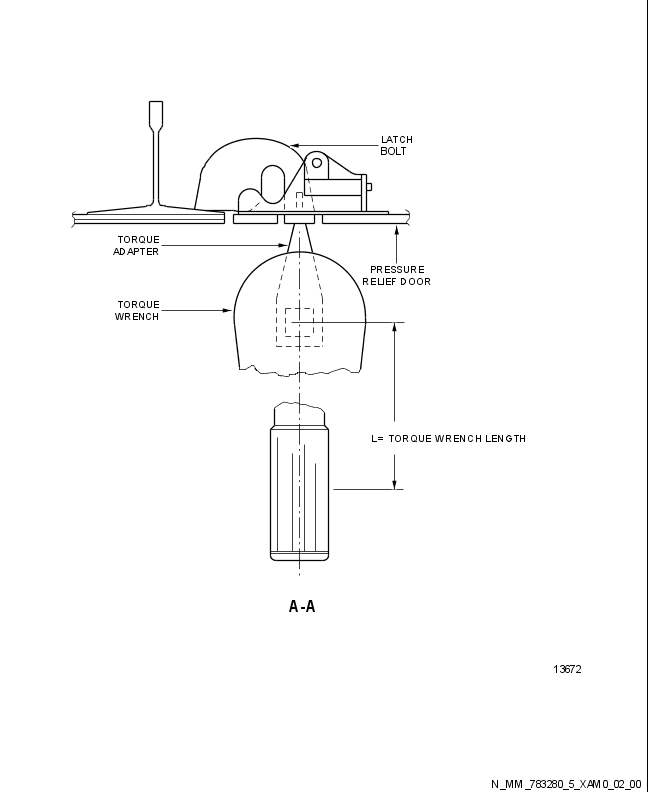 LATCH
BOLT
TORQUE
ADAPTER
PRESSURE
RELIEF DOOR
TORQUE
WRENCH
L= TORQUE WRENCH LENGTH
A-A
13672
N_MM_783280_5_XAM0_02_00